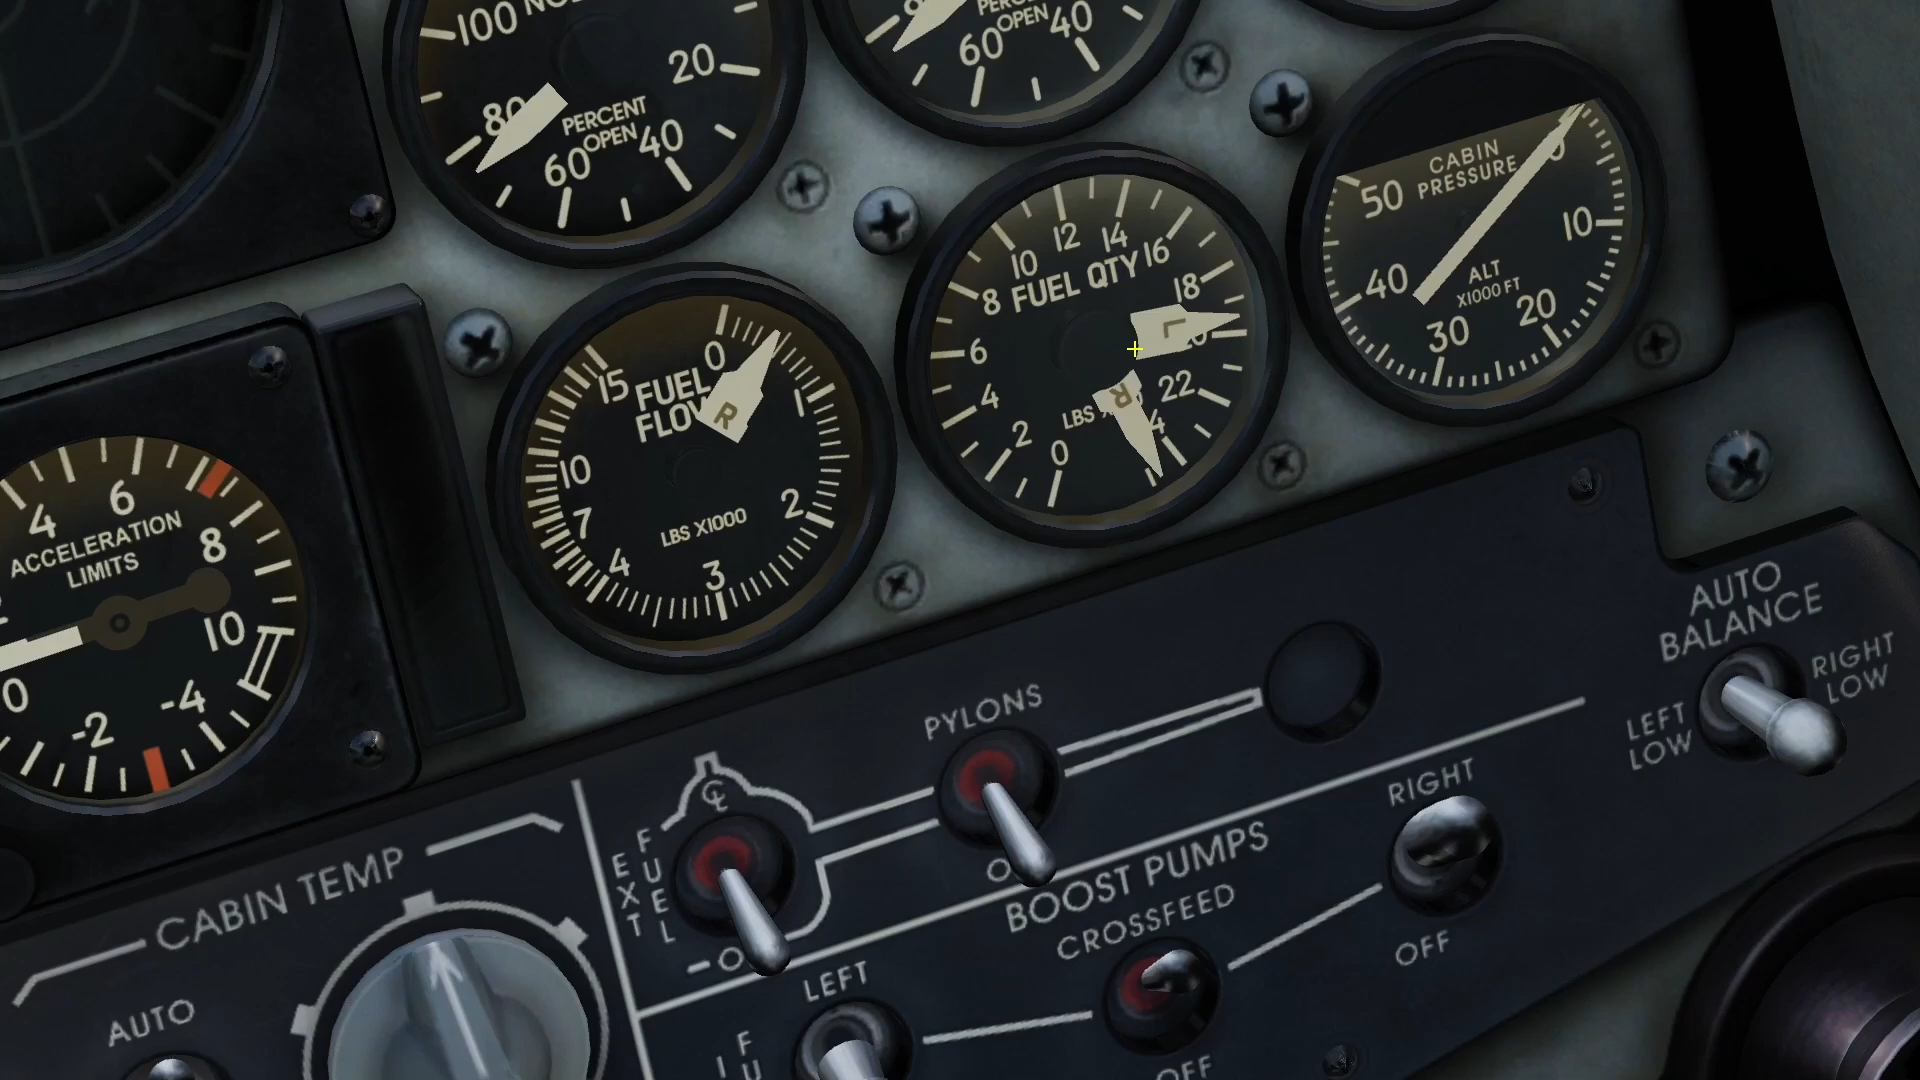 100
20
80
PERCENT
OPEN
60
40
OPEN
60
40
CABIN
PRESSURE
50
0
10
40
ALT
X1000 FT
20
30
10
12
14
16
18
8
FUEL QTY
L
6
4
22
R
LBS
2
0
0
15
FUEL
R
1
10
2
LBS X1000
7
4
3
4
6
8
ACCELERATION
LIMITS
10
0
-2
-4
AUTO
BALANCE
RIGHT
LOW
LEFT
LOW
PYLONS
RIGHT
EXT
FUEL
BOOST PUMPS
CROSSFEED
OFF
CABIN TEMP
LEFT
AUTO
OFF